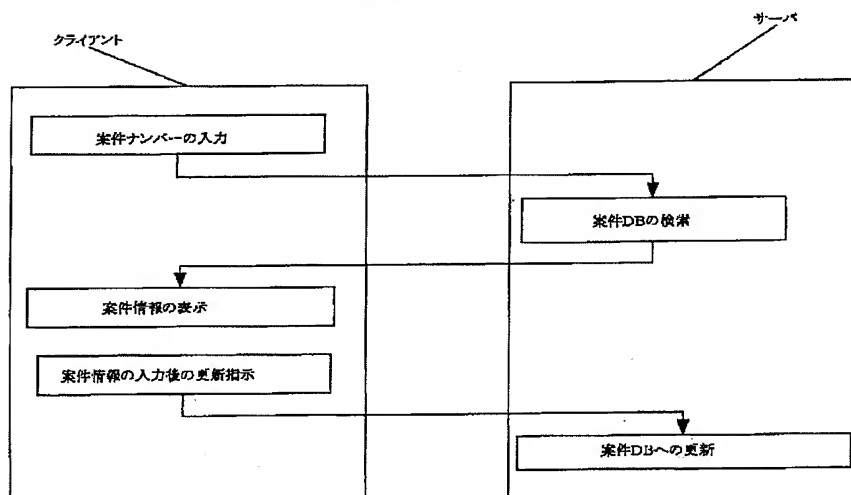 クライアント
サーバ
案件ナンバーの入力
案件DBの検索
案件情報の表示
案件情報の入力後の更新指示
案件DBへの更新